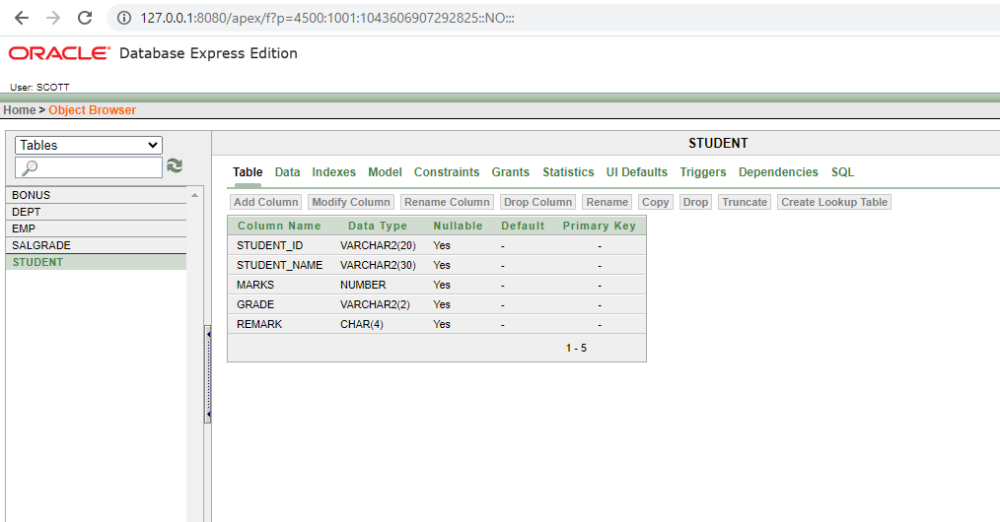 127.0.0.1:8080/apex/f?p=4500:1001:1043606907292825::NO:::
ORACLE® Database Express Edition
User: SCOTT
Home > Object Browser
Tables
BONUS
DEPT
EMP
SALGRADE
STUDENT
STUDENT
Table Data Indexes Model Constraints Grants Statistics UI Defaults Triggers Dependencies SQL
Add Column Modify Column Rename Column Drop Column Rename Copy Drop Truncate Create Lookup Table
Column Name Data Type Nullable Default Primary Key
STUDENT_ID VARCHAR2(20) Yes - -
STUDENT_NAME VARCHAR2(30) Yes - -
MARKS NUMBER Yes - -
GRADE VARCHAR2(2) Yes - -
REMARK CHAR(4) Yes - -
1 - 5